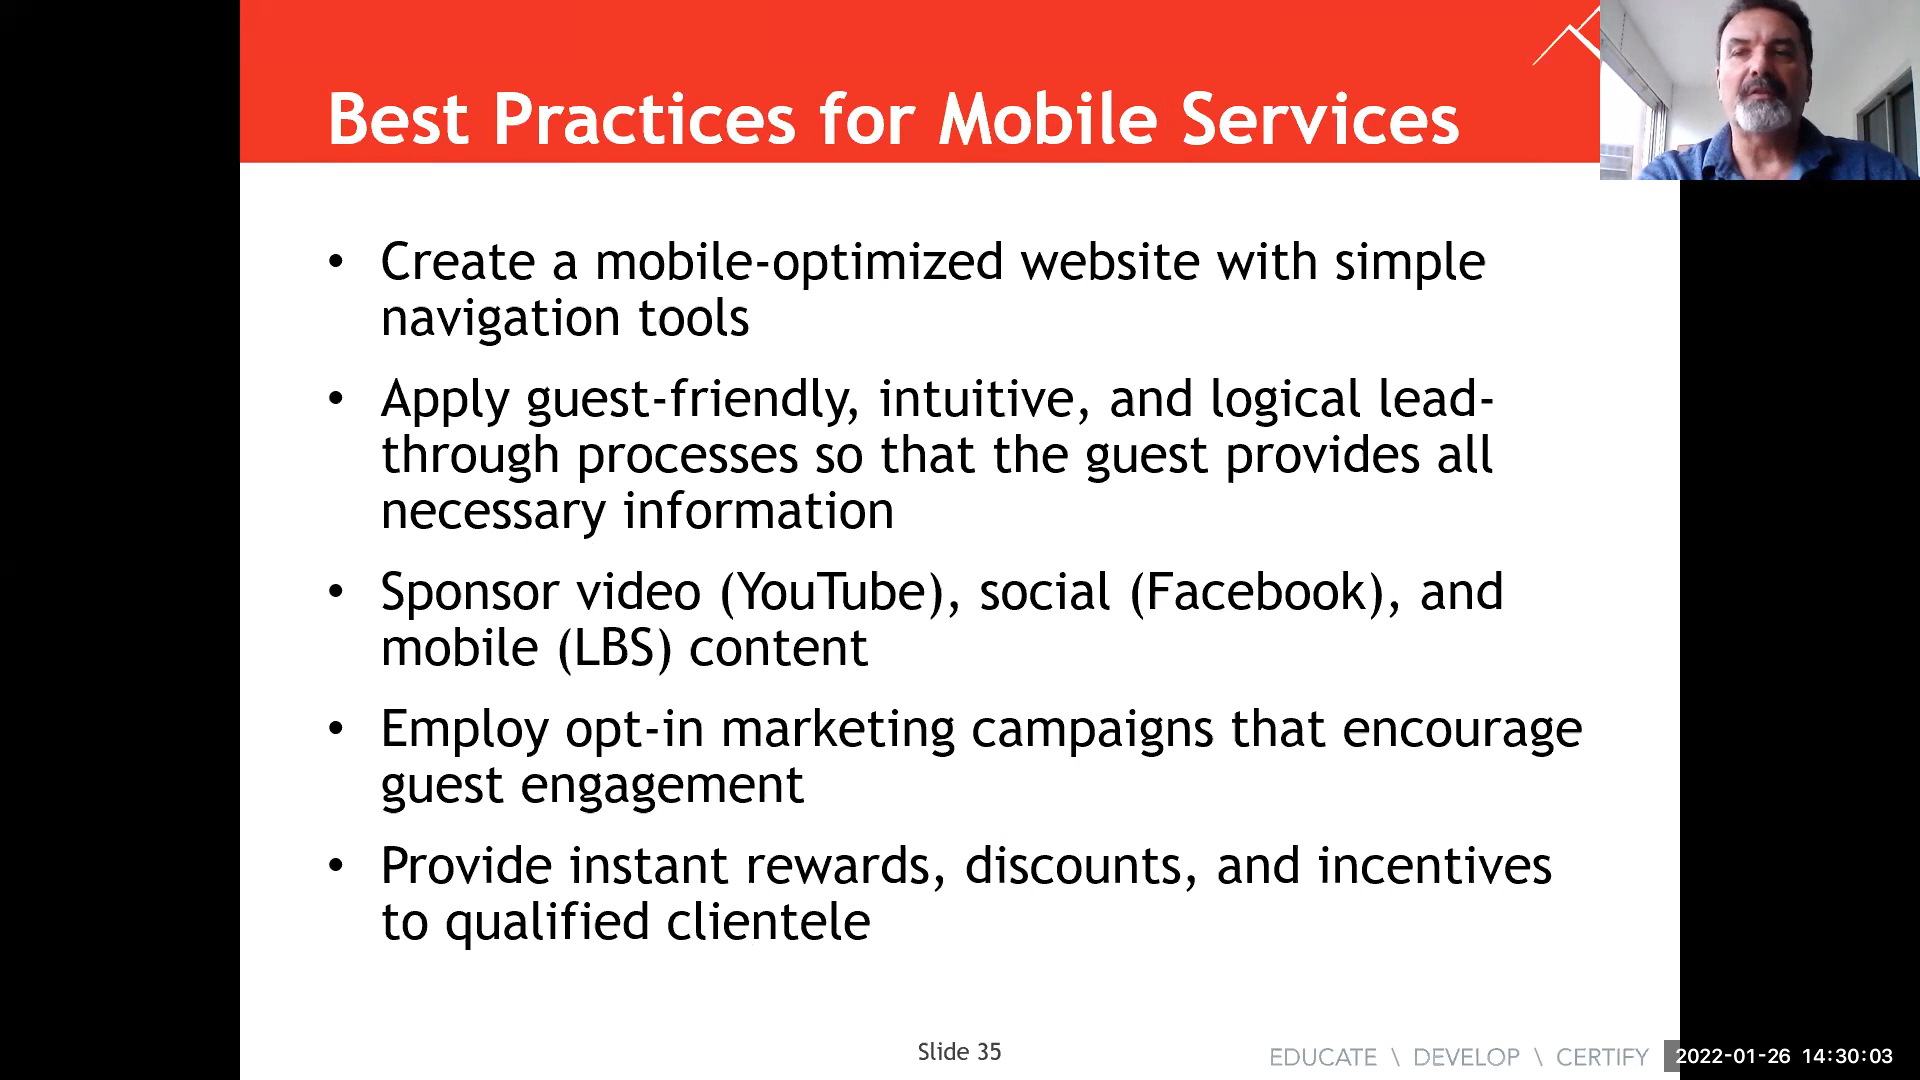 Best Practices for Mobile Services
• Create a mobile-optimized website with simple
navigation tools
• Apply guest-friendly, intuitive, and logical lead-
through processes so that the guest provides all
necessary information
• Sponsor video (YouTube), social (Facebook), and
mobile (LBS) content
• Employ opt-in marketing campaigns that encourage
guest engagement
• Provide instant rewards, discounts, and incentives
to qualified clientele
Slide 35
EDUCATE \ DEVELOP \ CERTIFY
2022-01-26 14:30:03